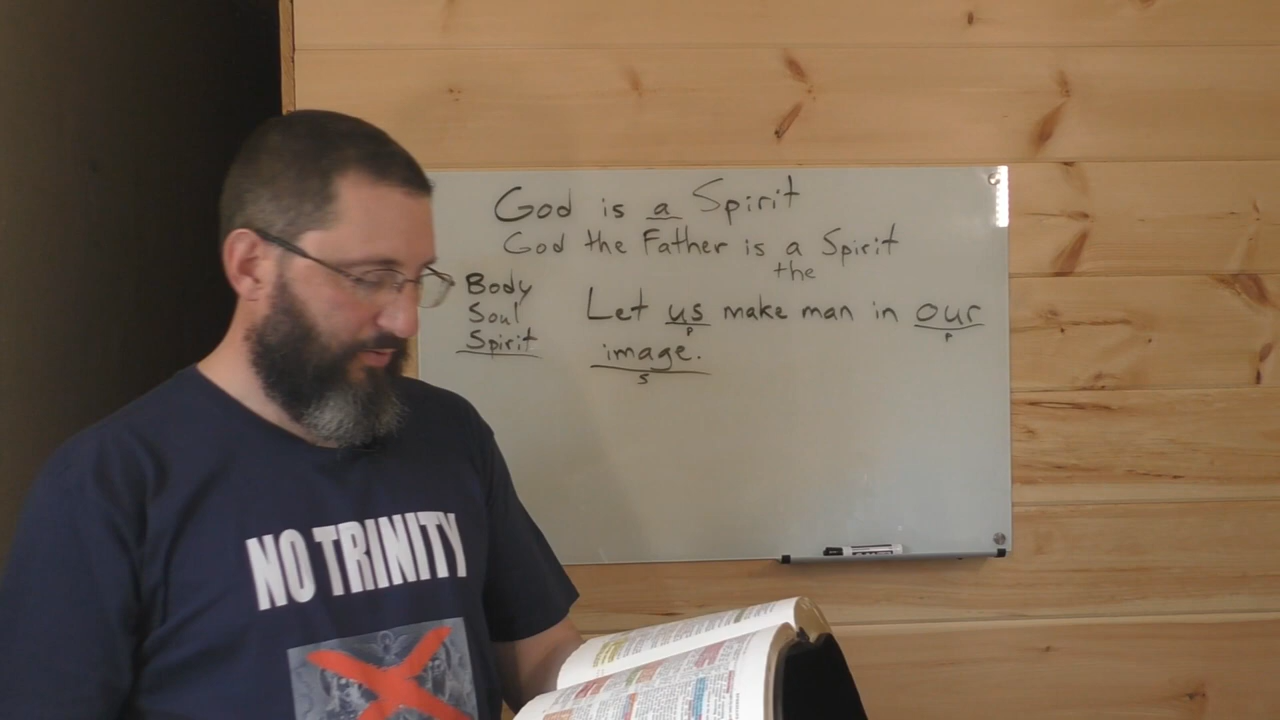 God is a Spirit
God the Father is a Spirit
the
Body
Soul
Spirit
Let us make man in our
P
P
image.
S
NO TRINITY